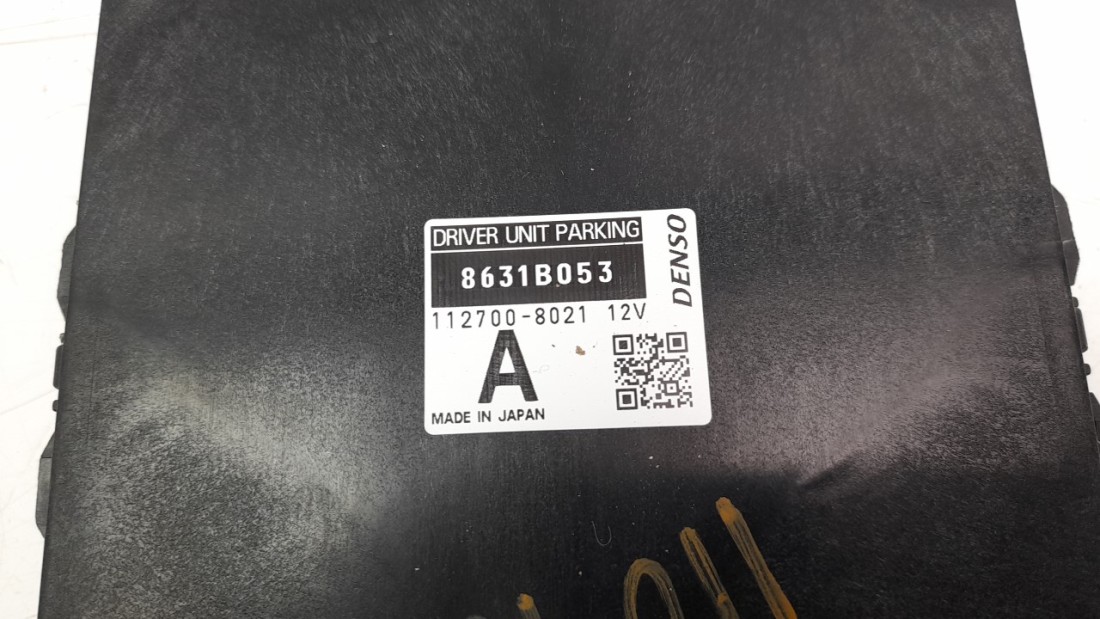 DRIVER UNIT PARKING
8631B053
112700-8021 12V
A
MADE IN JAPAN
DENSO